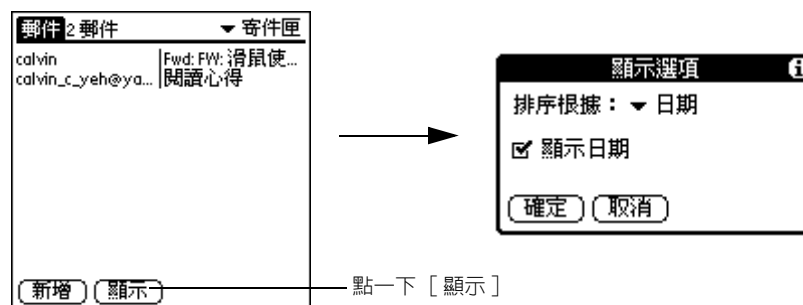 郵件 2 郵件 寄件匣
calvin Fwd: FW: 滑鼠使...
calvin_c_yeh@ya... 閱讀心得
新增 顯示
點一下［顯示］
顯示選項
排序根據： 日期
顯示日期
確定 取消